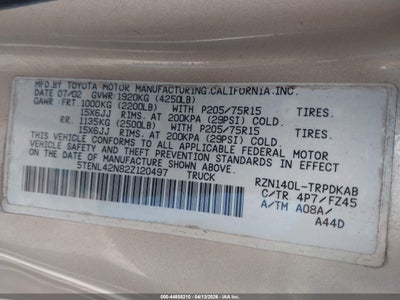 MFD.BY TOYOTA MOTOR MANUFACTURING,CALIFORNIA,INC.
DATE 07/02 GVWR:1920KG (4250LB)
GAWR FRT.1000KG (2200LB) WITH P205/75R15 TIRES.
15X6JJ RIMS. AT 200KPA (29PSI) COLD.
RR. 1135KG (2500LB) WITH P205/75R15 TIRES.
15X6JJ RIMS. AT 200KPA (29PSI) COLD.
THIS VEHICLE CONFORMS TO ALL APPLICABLE FEDERAL MOTOR
VEHICLE SAFETY AND THEFT PREVENTION STANDARDS IN
EFFECT ON THE DATE OF MANUFACTURE SHOWN ABOVE.
5TENL42N82Z120497 TRUCK
RZN140L-TRPDKAB
C/TR 4P7/FZ45
A/TM A08A/
A44D
IAA
000-44858210 - 04/13/2026 - IAAI.COM